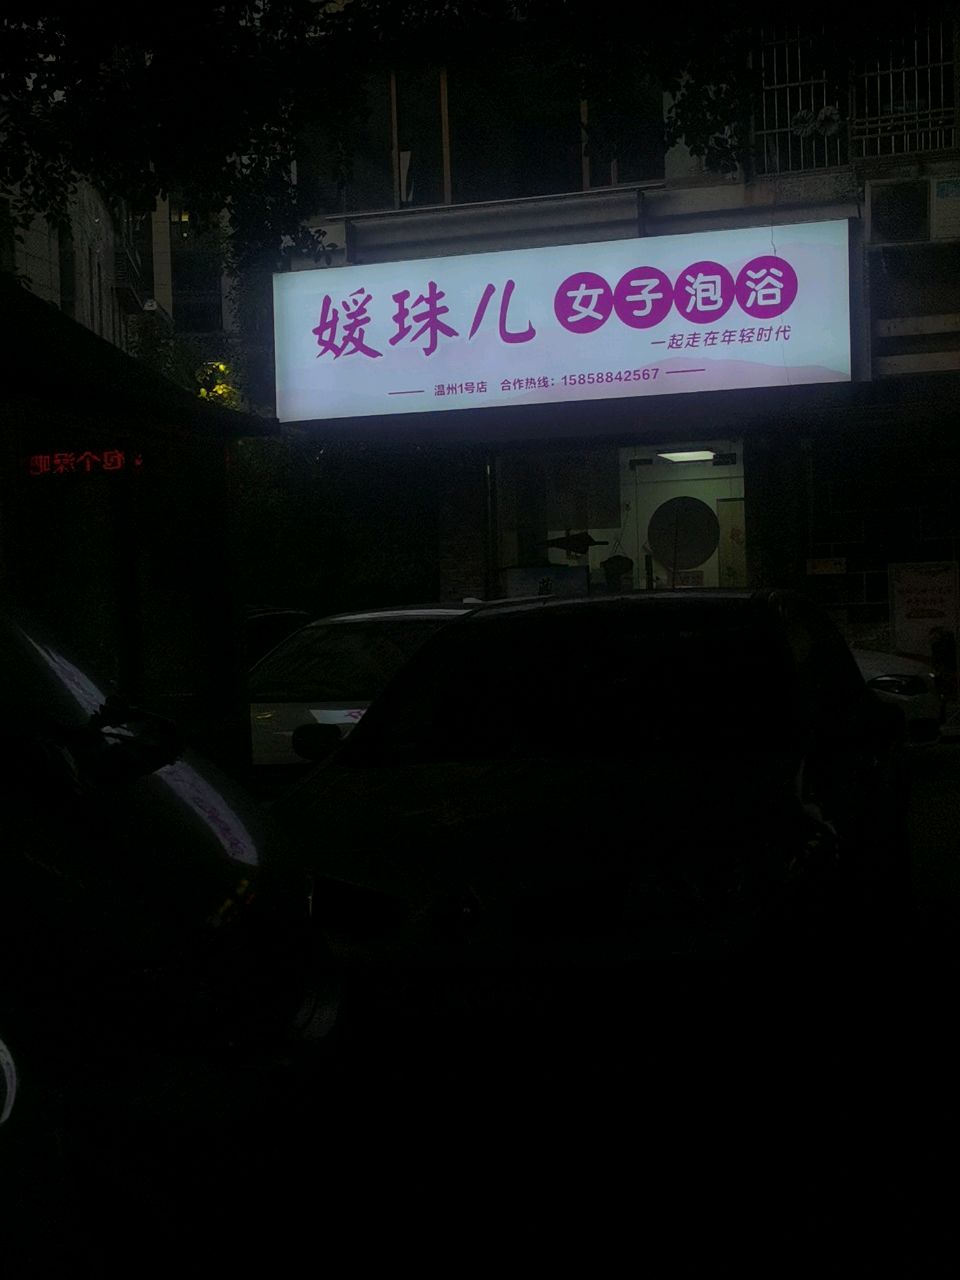 媛珠儿 女子泡浴
一起走在年轻时代
温州1号店 合作热线：15858842567